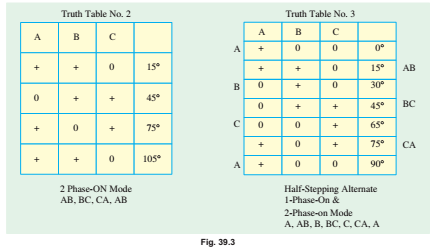 Truth Table No. 2
A B C
+ + 0 15°
0 + + 45°
+ 0 + 75°
+ + 0 105°
2 Phase-ON Mode
AB, BC, CA, AB
Truth Table No. 3
A B C
A + 0 0 0°
+ + 0 15° AB
B 0 + 0 30°
0 + + 45° BC
C 0 0 + 65°
+ 0 + 75° CA
A + 0 0 90°
Half-Stepping Alternate
1-Phase-On &
2-Phase-on Mode
A, AB, B, BC, C, CA, A
Fig. 39.3